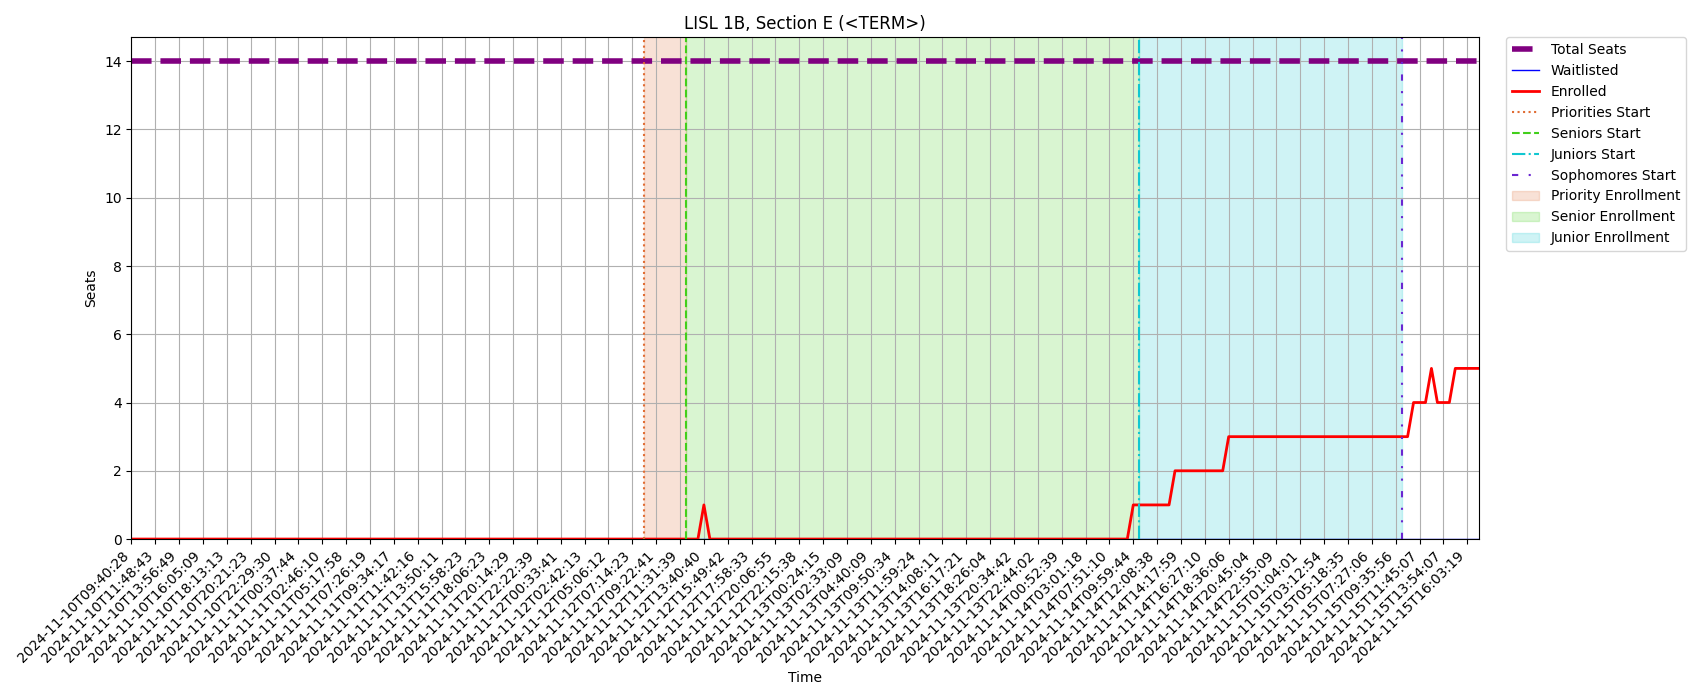 LISL 1B, Section E (<TERM>)
Total Seats
Waitlisted
Enrolled
Priorities Start
Seniors Start
Juniors Start
Sophomores Start
Priority Enrollment
Senior Enrollment
Junior Enrollment
Seats
14
12
10
8
6
4
2
0
2024-11-10T09:40:28
2024-11-10T11:48:43
2024-11-10T13:56:49
2024-11-10T16:05:09
2024-11-10T18:13:13
2024-11-10T20:21:23
2024-11-10T22:29:30
2024-11-11T00:37:44
2024-11-11T02:46:10
2024-11-11T05:17:58
2024-11-11T07:26:19
2024-11-11T09:34:17
2024-11-11T11:42:16
2024-11-11T13:50:11
2024-11-11T15:58:23
2024-11-11T18:06:23
2024-11-11T20:14:29
2024-11-11T22:22:39
2024-11-12T00:33:41
2024-11-12T02:42:13
2024-11-12T05:06:12
2024-11-12T07:14:23
2024-11-12T09:22:41
2024-11-12T11:31:39
2024-11-12T13:40:40
2024-11-12T15:49:42
2024-11-12T17:58:33
2024-11-12T20:06:55
2024-11-12T22:15:38
2024-11-13T00:24:15
2024-11-13T02:33:09
2024-11-13T04:40:09
2024-11-13T09:50:34
2024-11-13T11:59:24
2024-11-13T14:08:11
2024-11-13T16:17:21
2024-11-13T18:26:04
2024-11-13T20:34:42
2024-11-13T22:44:02
2024-11-14T00:52:39
2024-11-14T03:01:18
2024-11-14T07:51:10
2024-11-14T09:59:44
2024-11-14T12:08:38
2024-11-14T14:17:59
2024-11-14T16:27:10
2024-11-14T18:36:06
2024-11-14T20:45:04
2024-11-14T22:55:09
2024-11-15T01:04:01
2024-11-15T03:12:54
2024-11-15T05:18:35
2024-11-15T07:27:06
2024-11-15T09:35:56
2024-11-15T11:45:07
2024-11-15T13:54:07
2024-11-15T16:03:19
Time